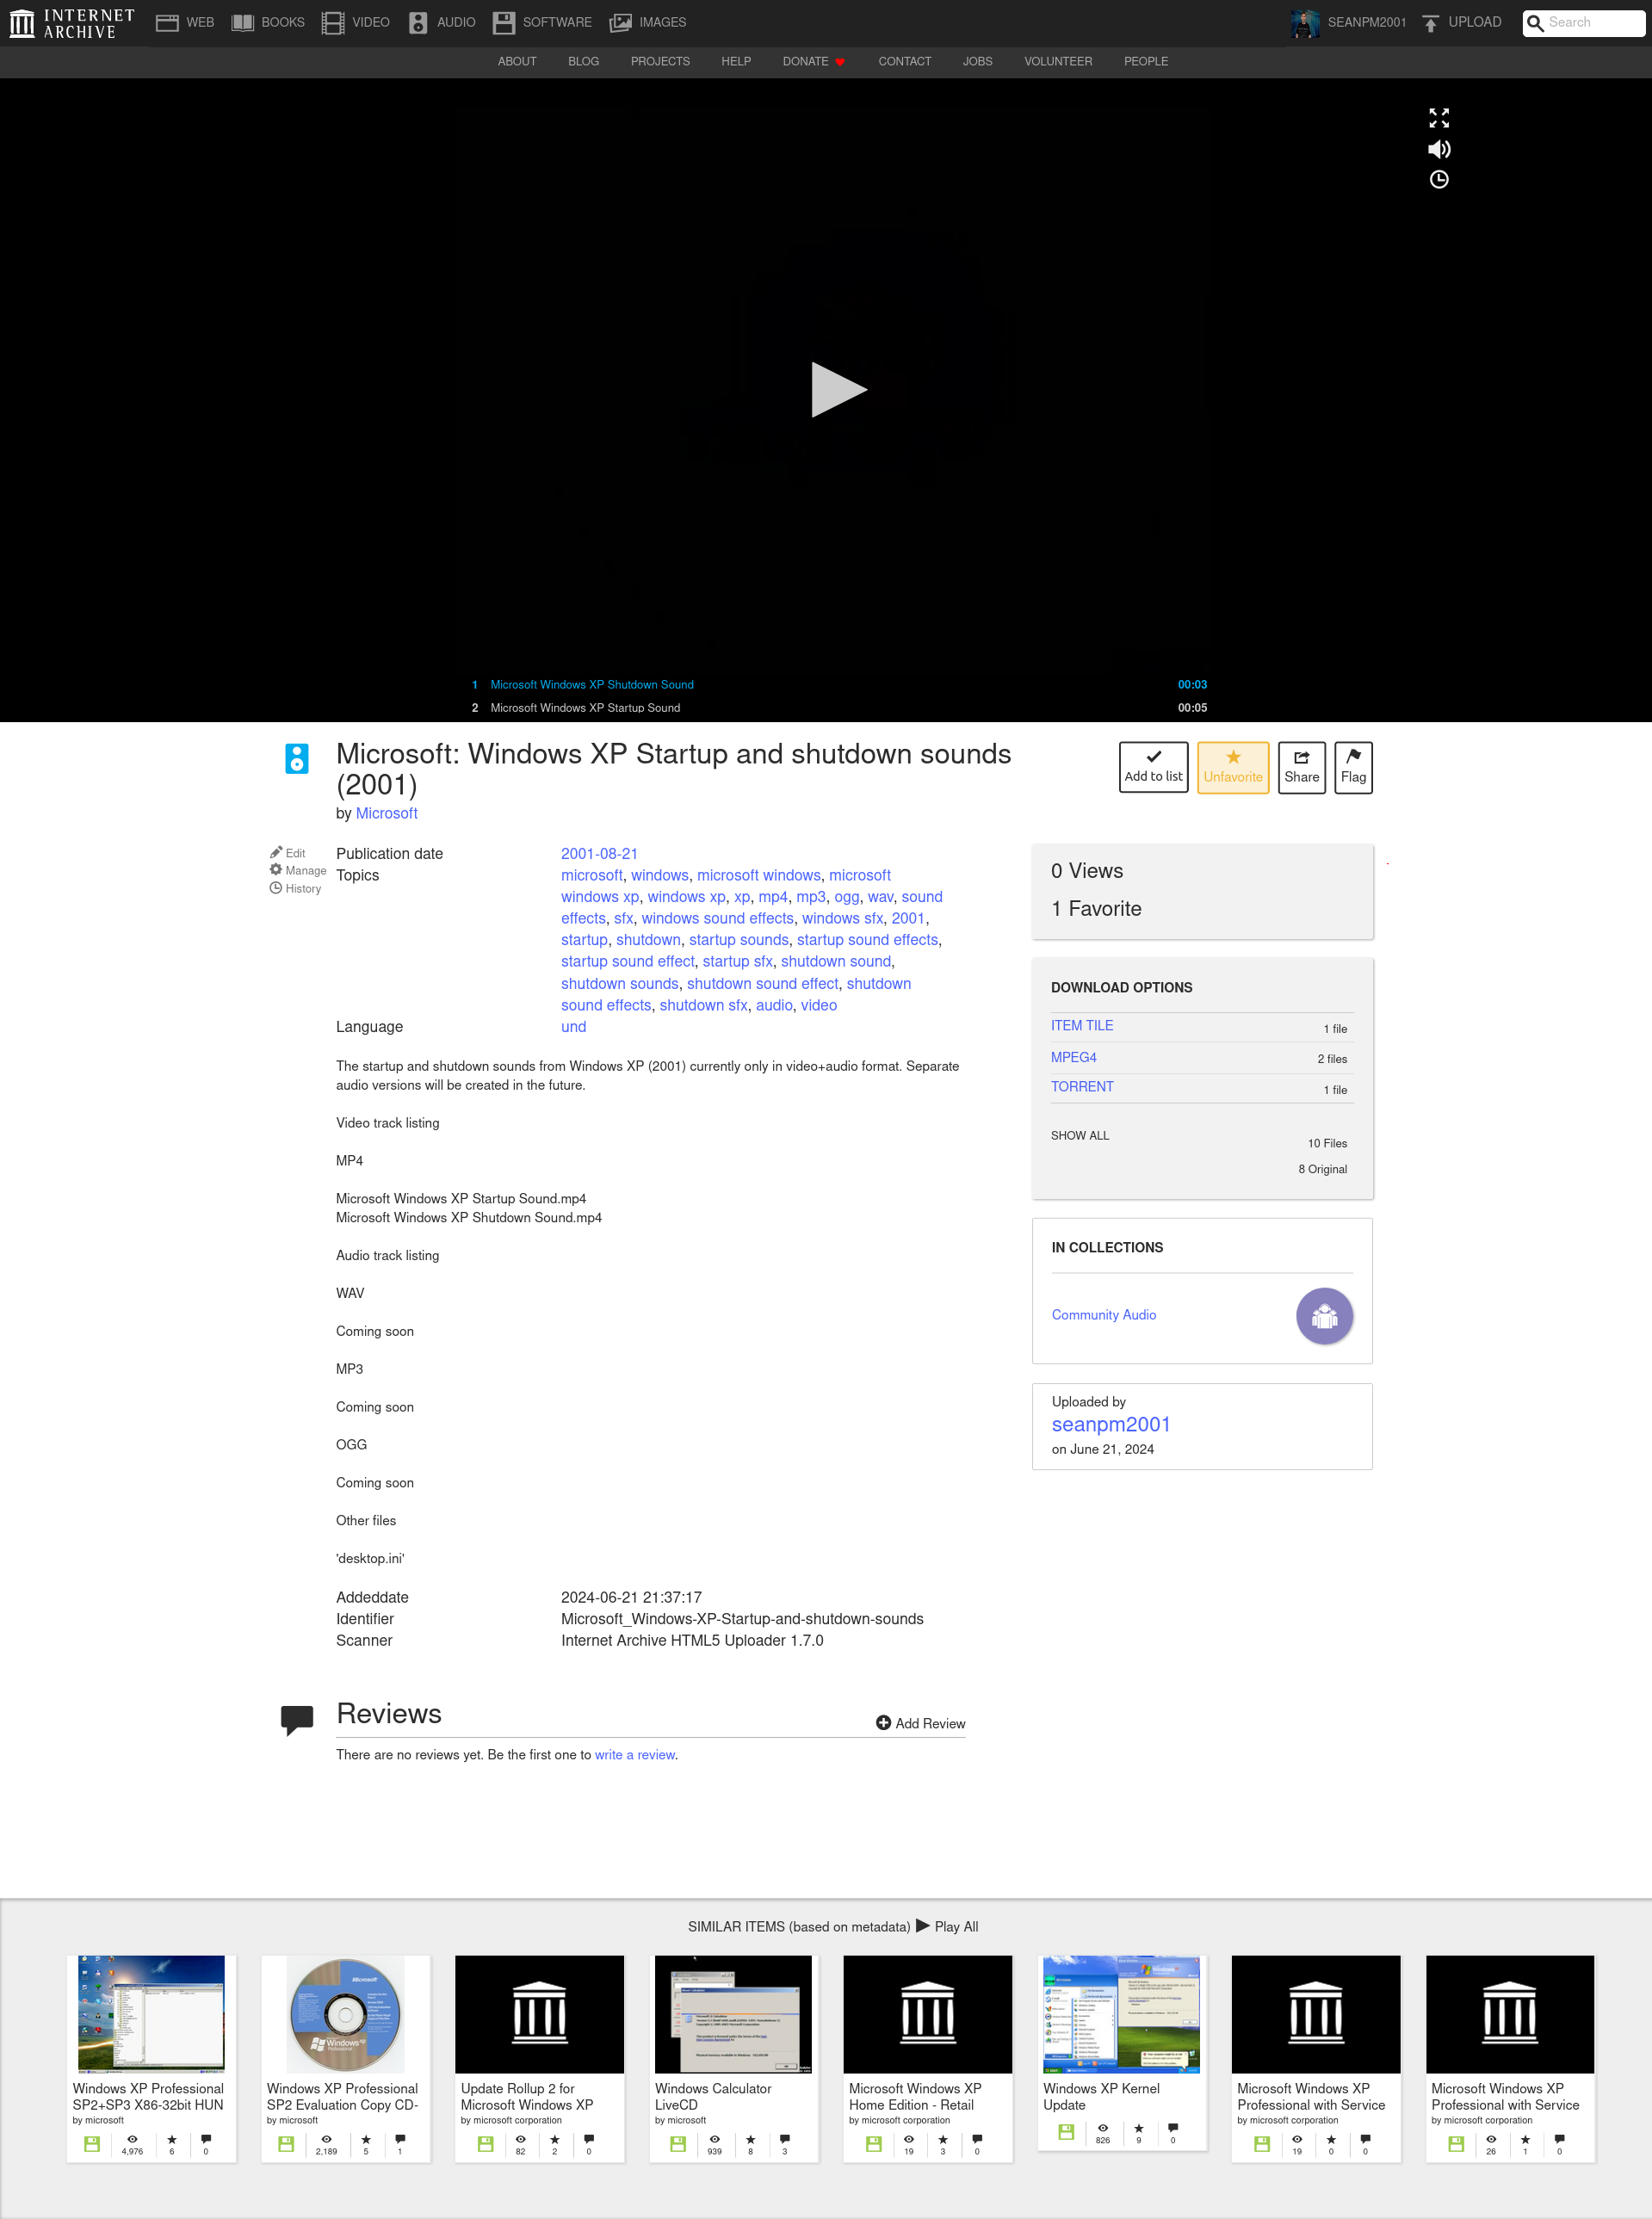 INTERNET ARCHIVE WEB BOOKS VIDEO AUDIO SOFTWARE IMAGES SEANPM2001 UPLOAD Search
ABOUT BLOG PROJECTS HELP DONATE CONTACT JOBS VOLUNTEER PEOPLE
1 Microsoft Windows XP Shutdown Sound 00:03
2 Microsoft Windows XP Startup Sound 00:05
Microsoft: Windows XP Startup and shutdown sounds
(2001)
by Microsoft
Add to list Unfavorite Share Flag
Edit
Manage
History
Publication date 2001-08-21
Topics microsoft, windows, microsoft windows, microsoft
windows xp, windows xp, xp, mp4, mp3, ogg, wav, sound
effects, sfx, windows sound effects, windows sfx, 2001,
startup, shutdown, startup sounds, startup sound effects,
startup sound effect, startup sfx, shutdown sound,
shutdown sounds, shutdown sound effect, shutdown
sound effects, shutdown sfx, audio, video
Language und
The startup and shutdown sounds from Windows XP (2001) currently only in video+audio format. Separate
audio versions will be created in the future.
Video track listing
MP4
Microsoft Windows XP Startup Sound.mp4
Microsoft Windows XP Shutdown Sound.mp4
Audio track listing
WAV
Coming soon
MP3
Coming soon
OGG
Coming soon
Other files
'desktop.ini'
Addeddate 2024-06-21 21:37:17
Identifier Microsoft_Windows-XP-Startup-and-shutdown-sounds
Scanner Internet Archive HTML5 Uploader 1.7.0
0 Views
1 Favorite
DOWNLOAD OPTIONS
ITEM TILE 1 file
MPEG4 2 files
TORRENT 1 file
SHOW ALL 10 Files
8 Original
IN COLLECTIONS
Community Audio
Uploaded by
seanpm2001
on June 21, 2024
Reviews Add Review
There are no reviews yet. Be the first one to write a review.
SIMILAR ITEMS (based on metadata) Play All
Windows XP Professional
SP2+SP3 X86-32bit HUN
by microsoft
4,976 6 0
Microsoft
Windows xp
Professional
Windows XP Professional
SP2 Evaluation Copy CD-
by microsoft
2,189 5 1
Update Rollup 2 for
Microsoft Windows XP
by microsoft corporation
82 2 0
Windows Calculator
LiveCD
by microsoft
939 8 3
Microsoft Windows XP
Home Edition - Retail
by microsoft corporation
19 3 0
Windows XP Kernel
Update
826 9 0
Microsoft Windows XP
Professional with Service
by microsoft corporation
19 0 0
Microsoft Windows XP
Professional with Service
by microsoft corporation
26 1 0